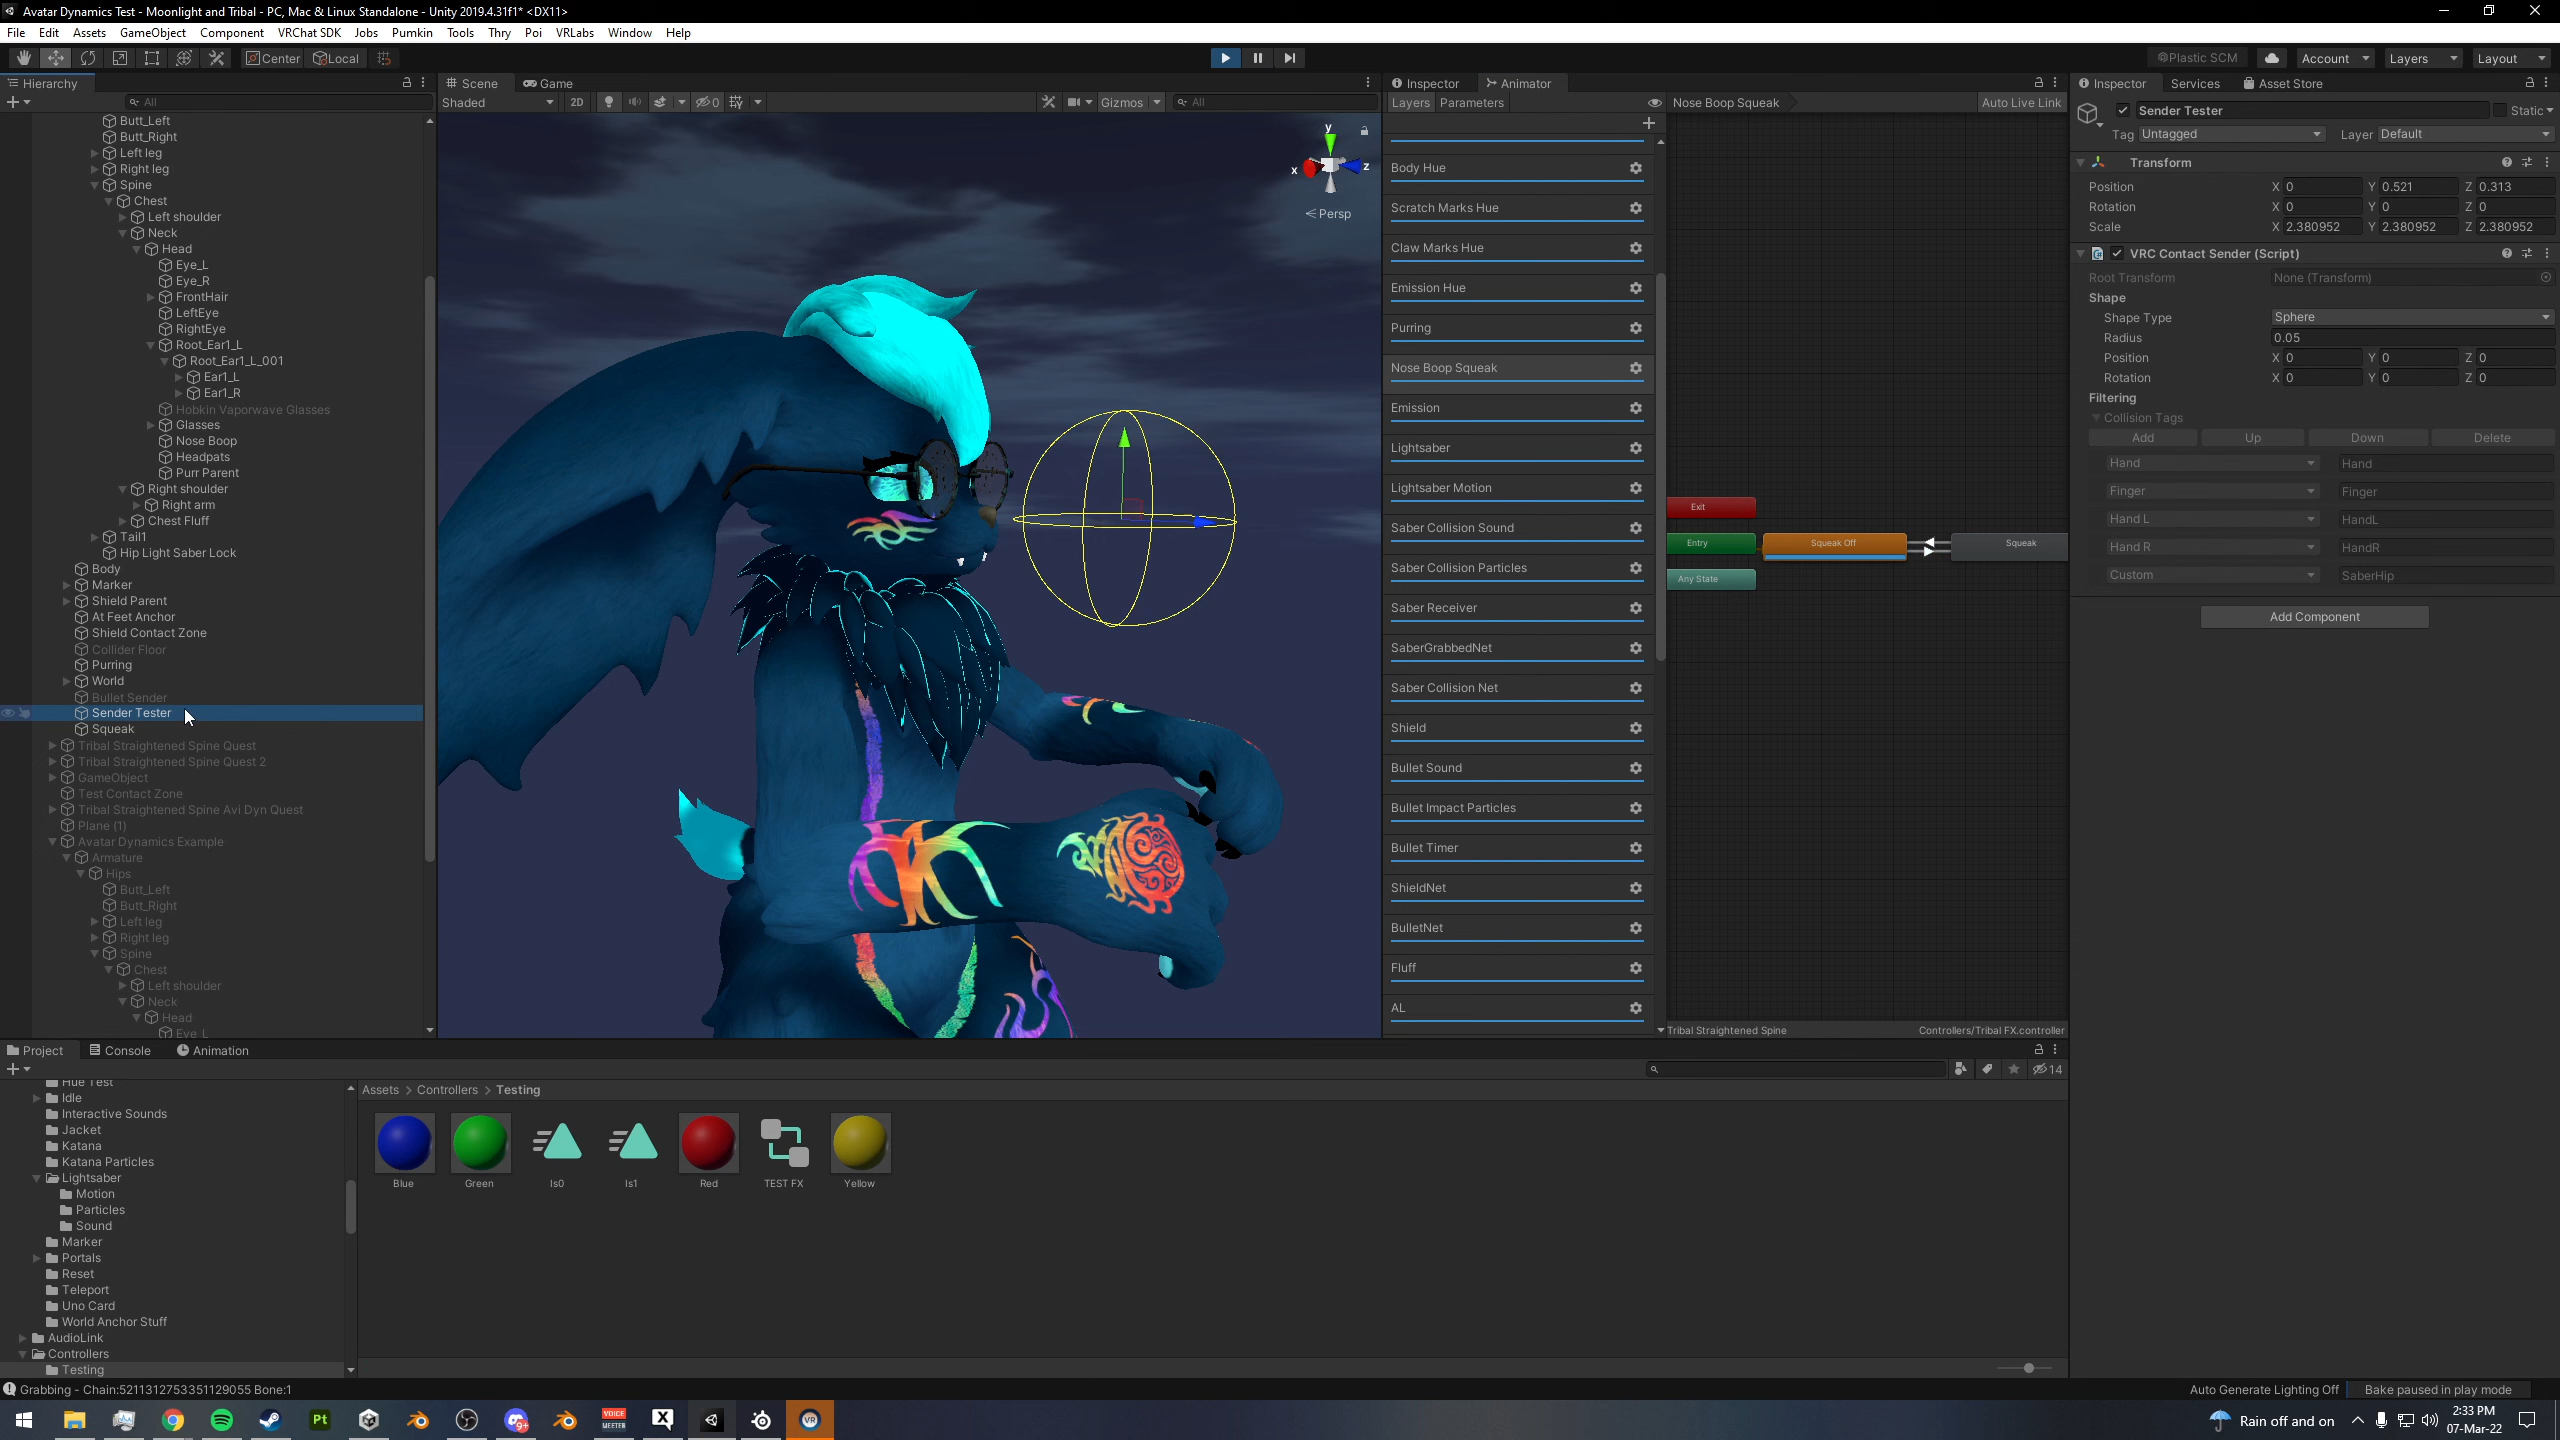 Avatar Dynamics Test - Moonlight and Tribal - PC, Mac & Linux Standalone - Unity 2019.4.31f1* <DX11>
File Edit Assets GameObject Component VRChat SDK Jobs Pumkin Tools Thry Poi VRLabs Window Help
Center Local
Plastic SCM Account Layers Layout
Hierarchy
All
Butt_Left
Butt_Right
Left leg
Right leg
Spine
Chest
Left shoulder
Neck
Head
Eye_L
Eye_R
FrontHair
LeftEye
RightEye
Root_Ear1_L
Root_Ear1_L_001
Ear1_L
Ear1_R
Hobkin Vaporwave Glasses
Glasses
Nose Boop
Headpats
Purr Parent
Right shoulder
Right arm
Chest Fluff
Tail1
Hip Light Saber Lock
Body
Marker
Shield Parent
At Feet Anchor
Shield Contact Zone
Collider Floor
Purring
World
Bullet Sender
Sender Tester
Squeak
Tribal Straightened Spine Quest
Tribal Straightened Spine Quest 2
GameObject
Test Contact Zone
Tribal Straightened Spine Avi Dyn Quest
Plane (1)
Avatar Dynamics Example
Armature
Hips
Butt_Left
Butt_Right
Left leg
Right leg
Spine
Chest
Left shoulder
Neck
Head
Eye_L
Scene Game
Shaded 2D 0 Gizmos All
y
x z
Persp
Inspector Animator
Layers Parameters Nose Boop Squeak Auto Live Link
Body Hue
Scratch Marks Hue
Claw Marks Hue
Emission Hue
Purring
Nose Boop Squeak
Emission
Lightsaber
Lightsaber Motion
Saber Collision Sound
Saber Collision Particles
Saber Receiver
SaberGrabbedNet
Saber Collision Net
Shield
Bullet Sound
Bullet Impact Particles
Bullet Timer
ShieldNet
BulletNet
Fluff
AL
Exit
Entry Squeak Off Squeak
Any State
Tribal Straightened Spine Controllers/Tribal FX.controller
Inspector Services Asset Store
Sender Tester Static
Tag Untagged Layer Default
Transform
Position X 0 Y 0.521 Z 0.313
Rotation X 0 Y 0 Z 0
Scale X 2.380952 Y 2.380952 Z 2.380952
VRC Contact Sender (Script)
Root Transform None (Transform)
Shape
Shape Type Sphere
Radius 0.05
Position X 0 Y 0 Z 0
Rotation X 0 Y 0 Z 0
Filtering
Collision Tags
Add Up Down Delete
Hand Hand
Finger Finger
Hand L HandL
Hand R HandR
Custom SaberHip
Add Component
Project Console Animation
14
Hue Test
Idle
Interactive Sounds
Jacket
Katana
Katana Particles
Lightsaber
Motion
Particles
Sound
Marker
Portals
Reset
Teleport
Uno Card
World Anchor Stuff
AudioLink
Controllers
Testing
Assets > Controllers > Testing
Blue Green Is0 Is1 Red TEST FX Yellow
Grabbing - Chain:5211312753351129055 Bone:1
Auto Generate Lighting Off Bake paused in play mode
Pt
9+
VOICE
MEETER
X
VR
Rain off and on
2:33 PM
07-Mar-22